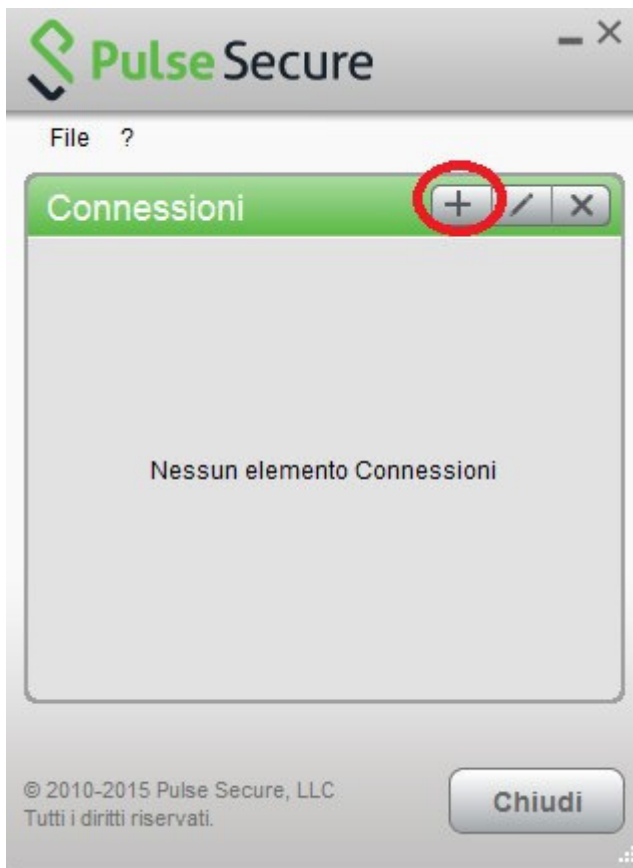 Pulse Secure
File ?
Connessioni
Nessun elemento Connessioni
© 2010-2015 Pulse Secure, LLC
Tutti i diritti riservati.
Chiudi